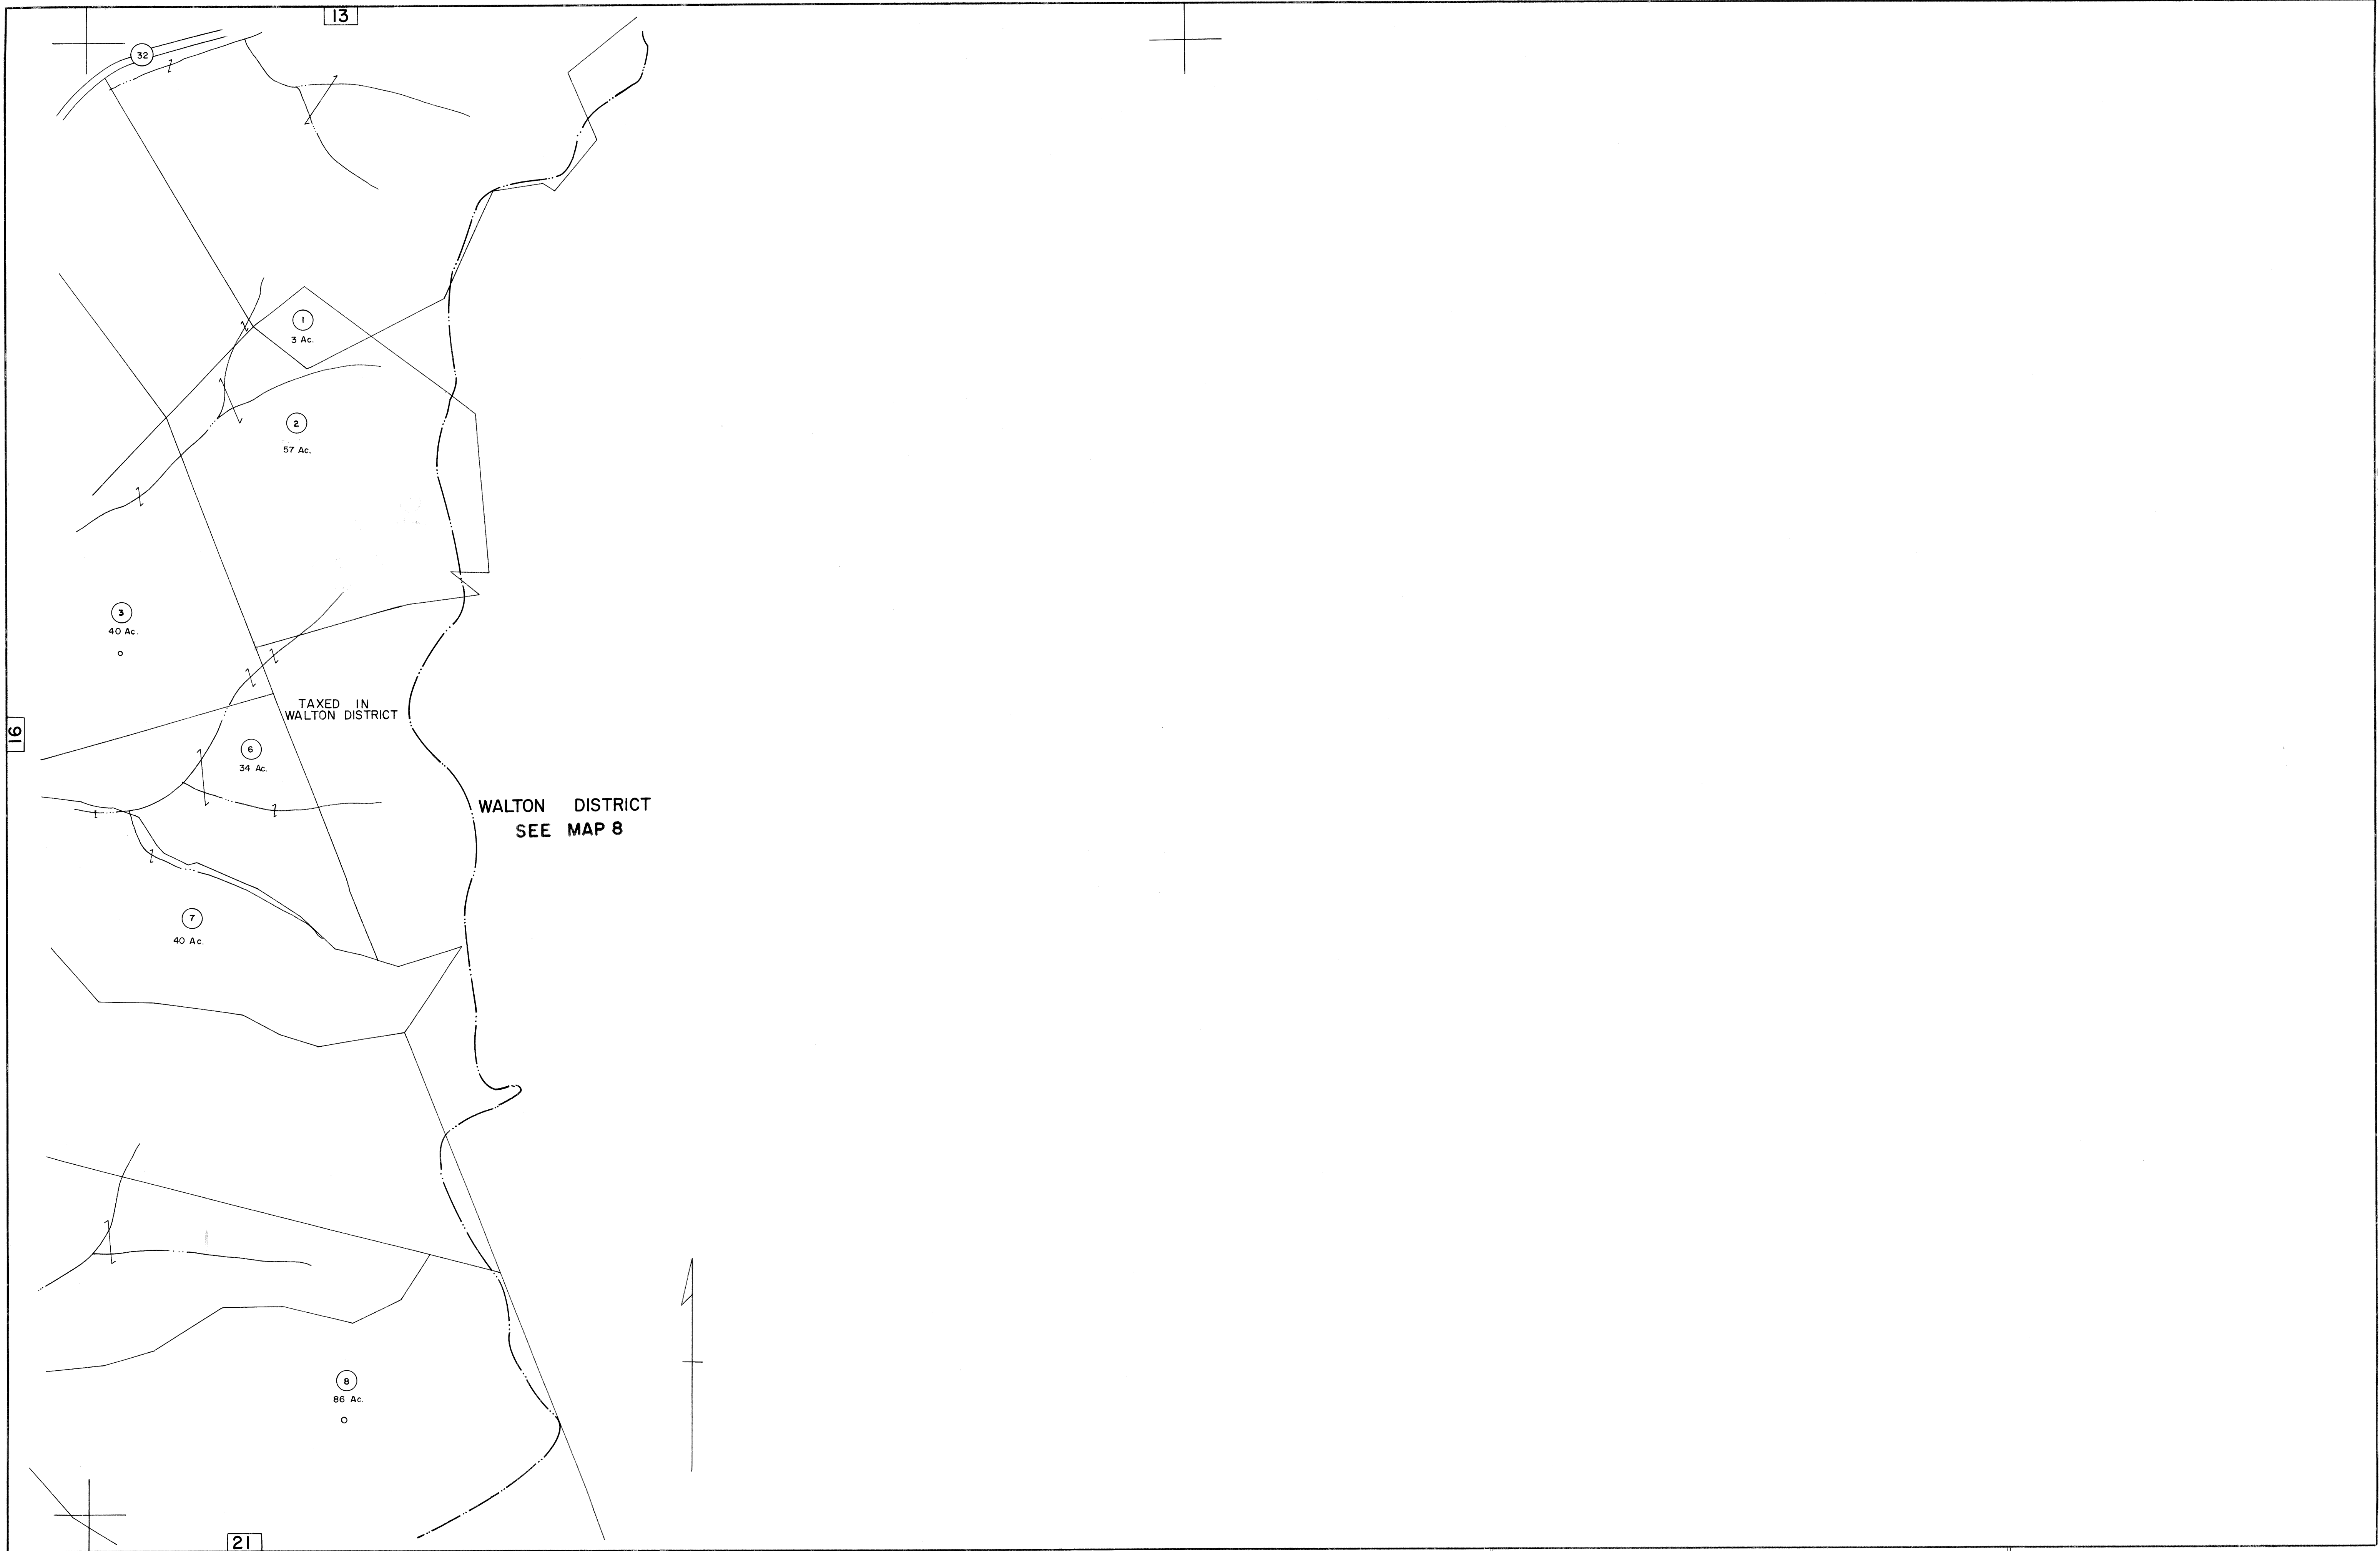 13
32
1
3 Ac.
2
57 Ac.
3
40 Ac.
TAXED IN
WALTON DISTRICT
16
6
34 Ac.
WALTON DISTRICT
SEE MAP 8
7
40 Ac.
8
86 Ac.
21